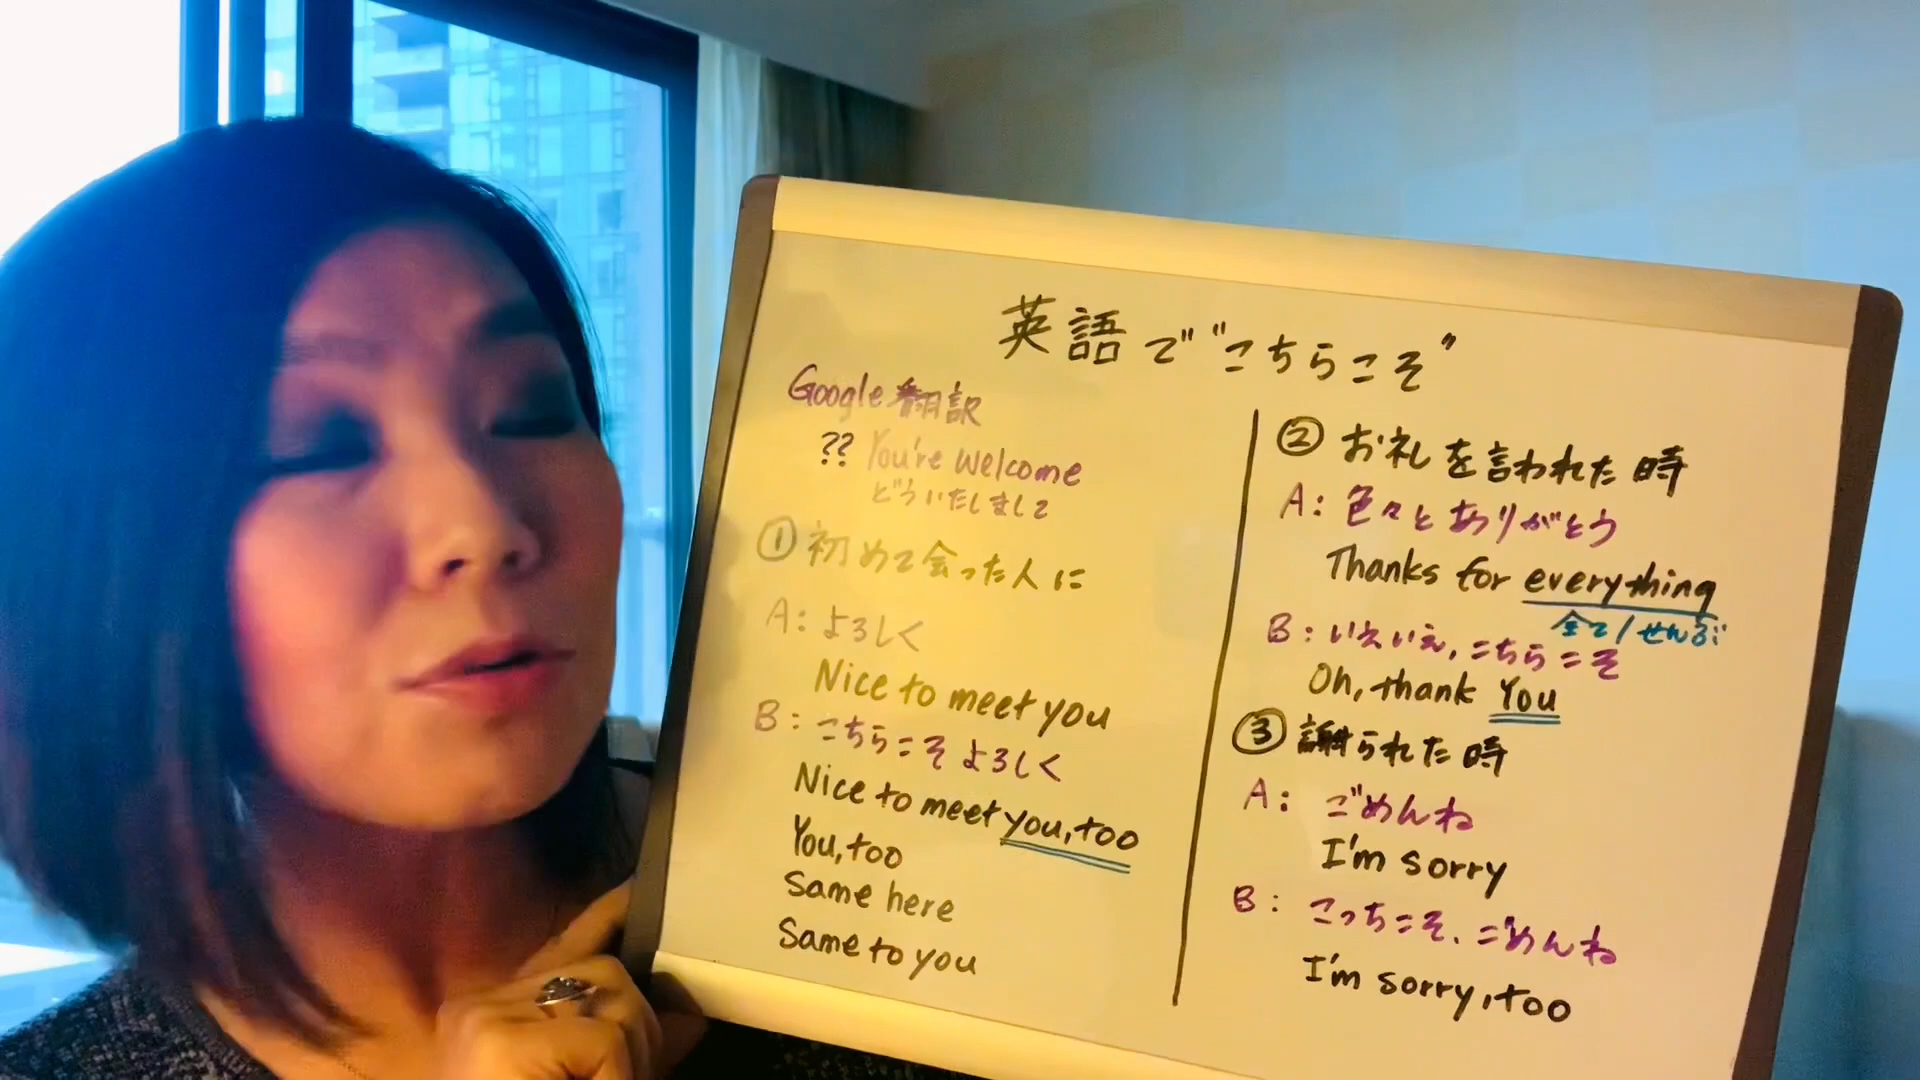 英語で"こちらこそ"
Google翻訳
?? You're welcome
どういたしまして
① 初めて会った人に
A: よろしく
Nice to meet you
B: こちらこそよろしく
Nice to meet you, too
You, too
Same here
Same to you
② お礼を言われた時
A: 色々とありがとう
Thanks for everything
全て/ぜんぶ
B: いえいえ、こちらこそ
Oh, thank You
③ 謝られた時
A: ごめんね
I'm sorry
B: こっちこそ、ごめんね
I'm sorry, too